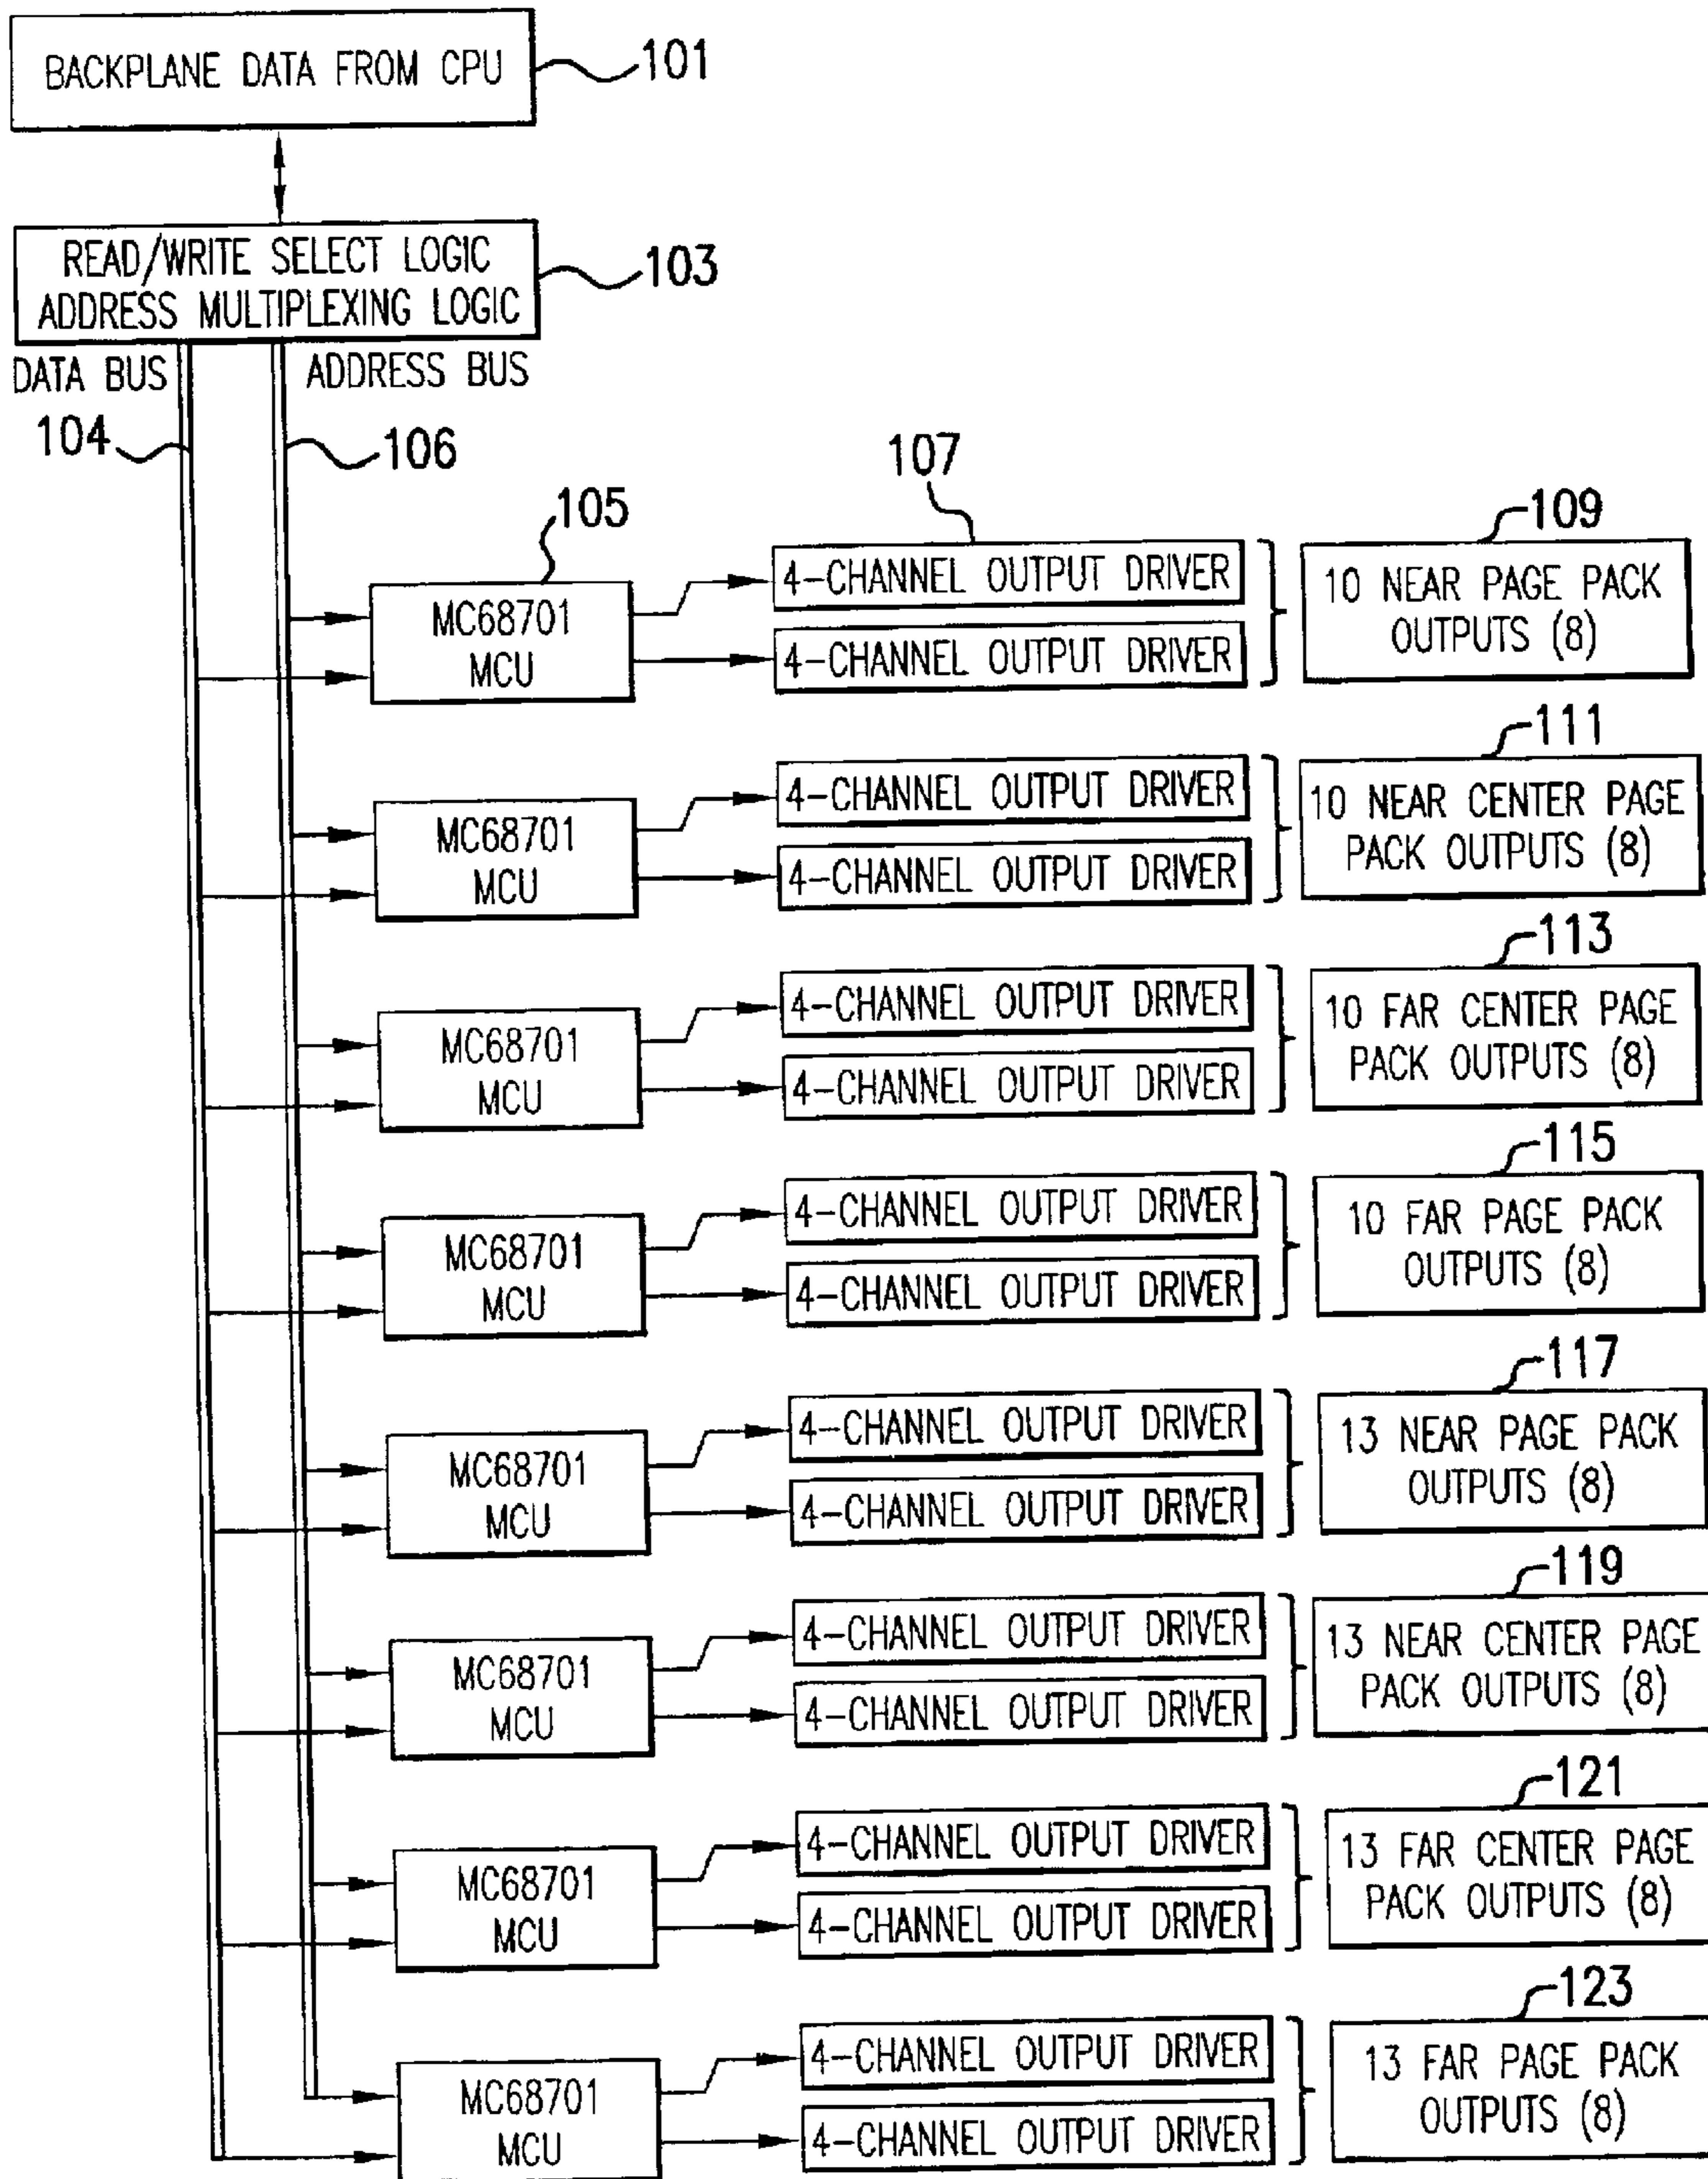 BACKPLANE DATA FROM CPU
101
READ/WRITE SELECT LOGIC
ADDRESS MULTIPLEXING LOGIC
103
DATA BUS
ADDRESS BUS
104
106
105
107
109
MC68701
MCU
4-CHANNEL OUTPUT DRIVER
4-CHANNEL OUTPUT DRIVER
10 NEAR PAGE PACK
OUTPUTS (8)
111
MC68701
MCU
4-CHANNEL OUTPUT DRIVER
4-CHANNEL OUTPUT DRIVER
10 NEAR CENTER PAGE
PACK OUTPUTS (8)
113
MC68701
MCU
4-CHANNEL OUTPUT DRIVER
4-CHANNEL OUTPUT DRIVER
10 FAR CENTER PAGE
PACK OUTPUTS (8)
115
MC68701
MCU
4-CHANNEL OUTPUT DRIVER
4-CHANNEL OUTPUT DRIVER
10 FAR PAGE PACK
OUTPUTS (8)
117
MC68701
MCU
4-CHANNEL OUTPUT DRIVER
4-CHANNEL OUTPUT DRIVER
13 NEAR PAGE PACK
OUTPUTS (8)
119
MC68701
MCU
4-CHANNEL OUTPUT DRIVER
4-CHANNEL OUTPUT DRIVER
13 NEAR CENTER PAGE
PACK OUTPUTS (8)
121
MC68701
MCU
4-CHANNEL OUTPUT DRIVER
4-CHANNEL OUTPUT DRIVER
13 FAR CENTER PAGE
PACK OUTPUTS (8)
123
MC68701
MCU
4-CHANNEL OUTPUT DRIVER
4-CHANNEL OUTPUT DRIVER
13 FAR PAGE PACK
OUTPUTS (8)